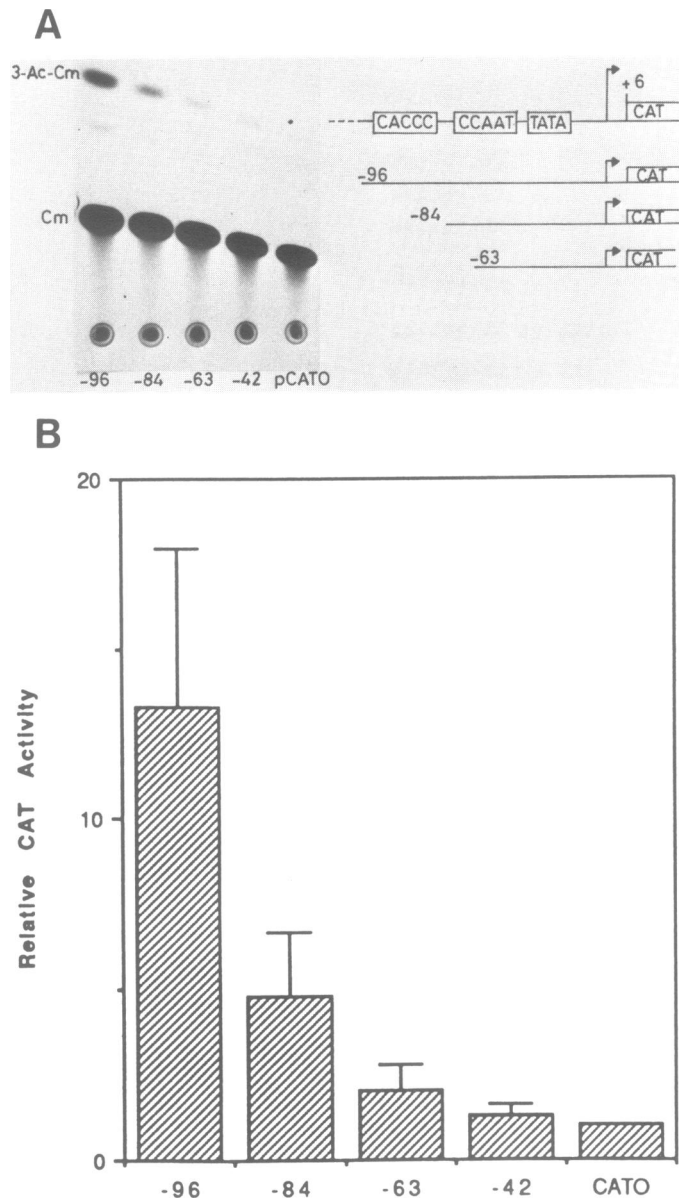 A
3-Ac-Cm
Cm
-96 -84 -63 -42 pCATO
+6
CAT
CACCC CCAAT TATA
-96 CAT
-84 CAT
-63 CAT
B
20
10
0
Relative CAT Activity
-96 -84 -63 -42 CATO